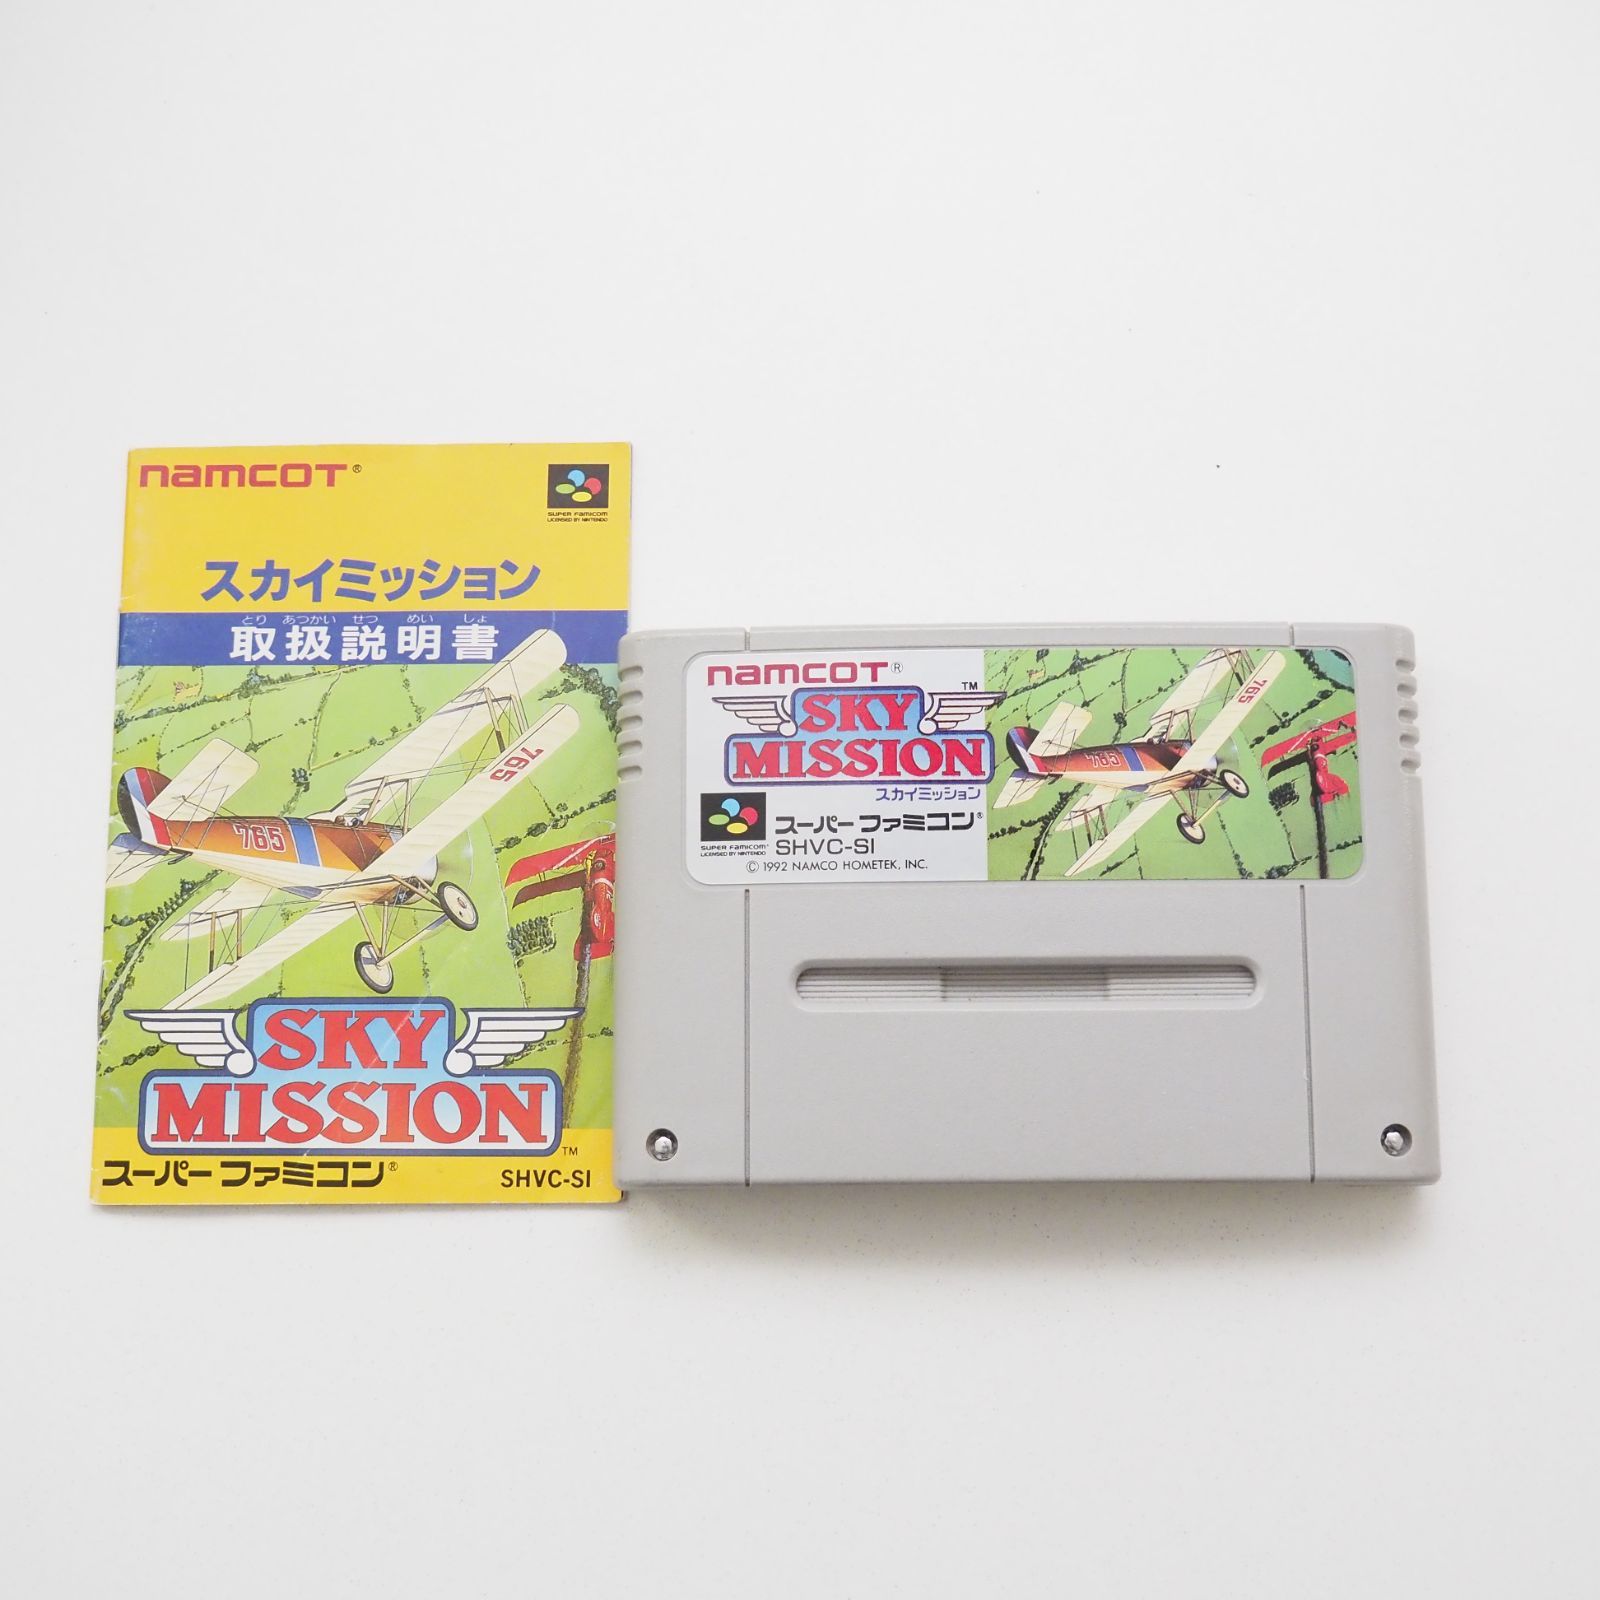 namcot®
SUPER FAMICOM
LICENSED BY NINTENDO
スカイミッション
とり あつかい せつ めい しょ
取扱説明書
765
765
SKY
MISSION
TM
スーパーファミコン®
SHVC-SI
namcot®
SKY
TM
MISSION
スカイミッション
SUPER FAMICOM®
LICENSED BY NINTENDO
スーパーファミコン®
SHVC-SI
© 1992 NAMCO HOMETEK, INC.
765
765